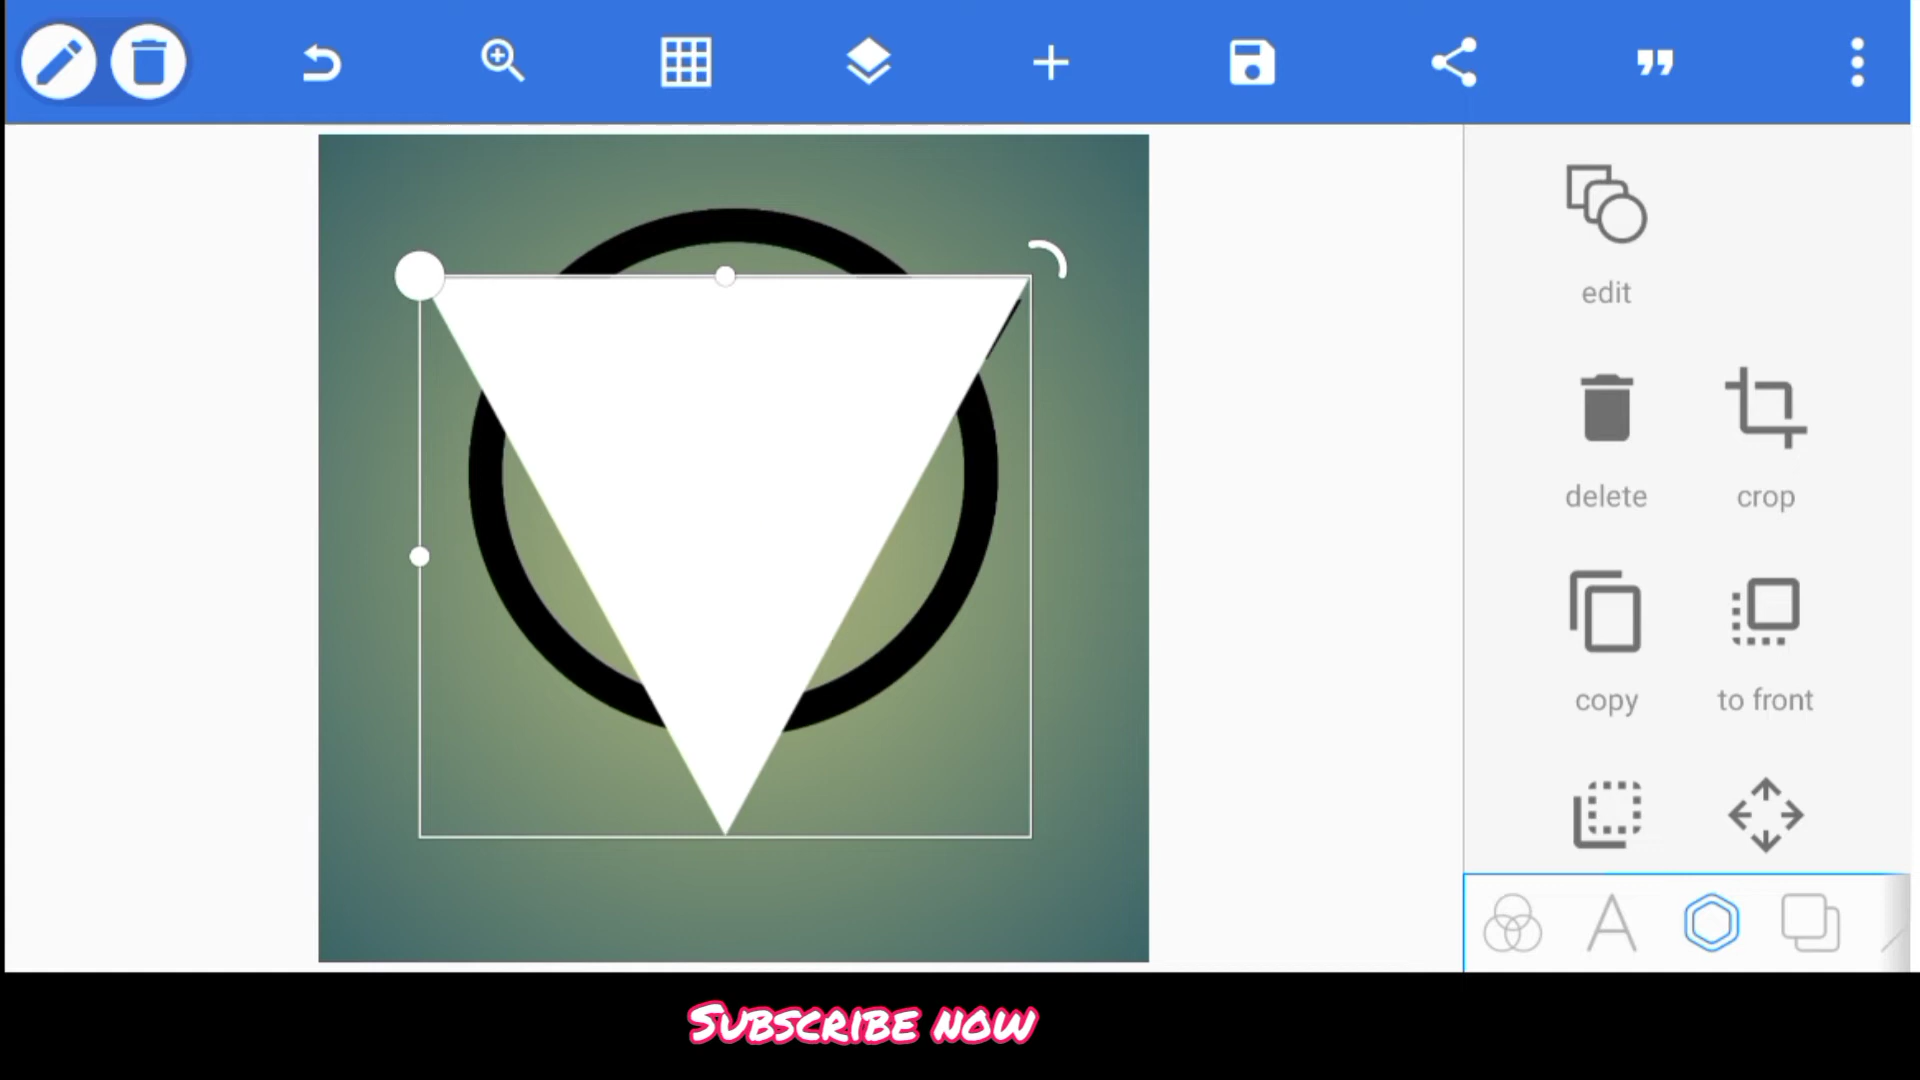 edit
delete
crop
copy
to front
Subscribe now